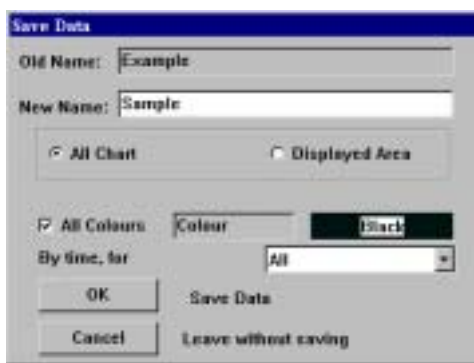 Save Data
Old Name: Example
New Name: Sample
All Chart Displayed Area
All Colours Colour Black
By time, for All
OK Save Data
Cancel Leave without saving